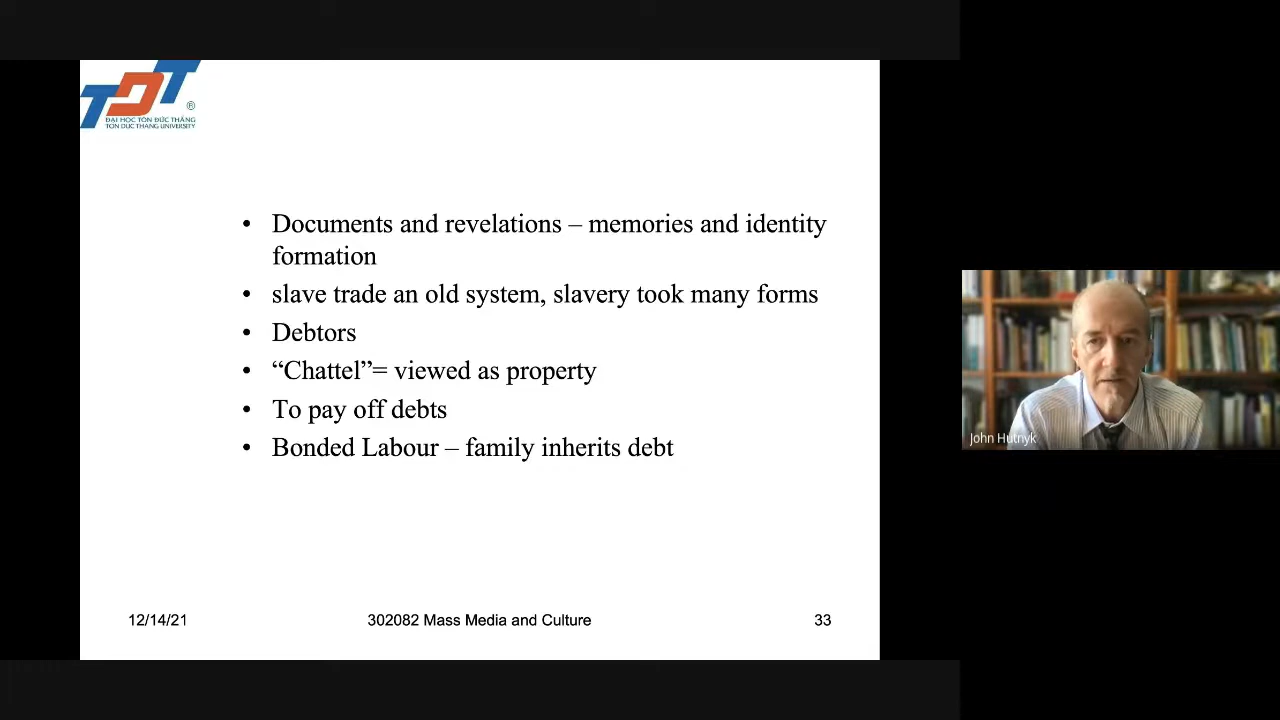 TDT
®
ĐẠI HỌC TÔN ĐỨC THẮNG
TON DUC THANG UNIVERSITY
• Documents and revelations – memories and identity
formation
• slave trade an old system, slavery took many forms
• Debtors
• “Chattel”= viewed as property
• To pay off debts
• Bonded Labour – family inherits debt
John Hutnyk
12/14/21
302082 Mass Media and Culture
33